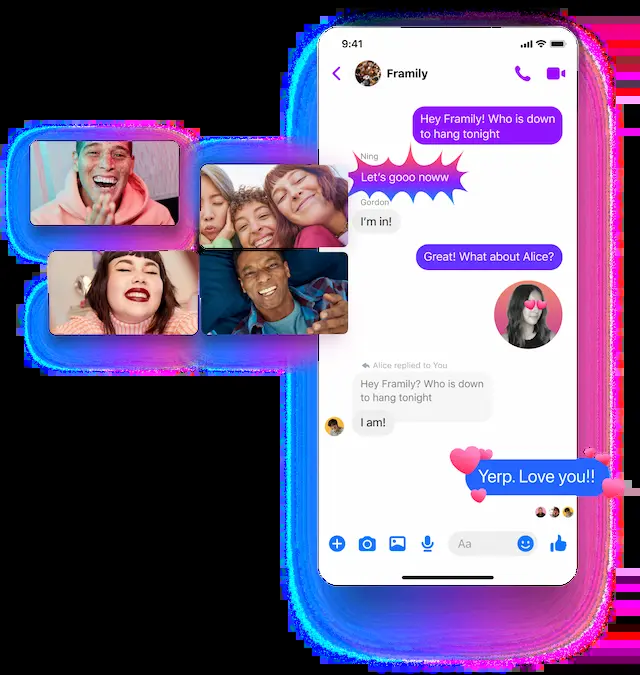 9:41
Framily
Hey Framily! Who is down
to hang tonight
Ning
Let's gooo noww
Gordon
I'm in!
Great! What about Alice?
Alice replied to You
Hey Framily? Who is down
to hang tonight
I am!
Yerp. Love you!!
Aa